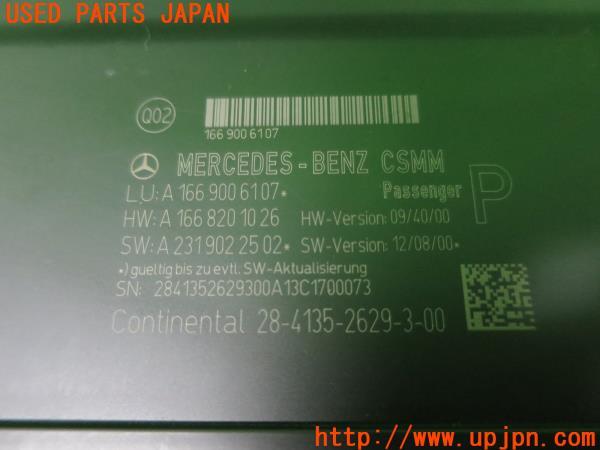 USED PARTS JAPAN
Q02
166 900 61 07
MERCEDES-BENZ CSMM
LU: A 166 900 61 07* Passenger P
HW: A 166 820 10 26 HW-Version: 09/40/00
SW: A 231 902 25 02* SW-Version: 12/08/00*
*) gueltig bis zu evtl. SW-Aktualisierung
SN: 2841352629300A13C1700073
Continental 28-4135-2629-3-00
UPJ
http://www.upjpn.com/